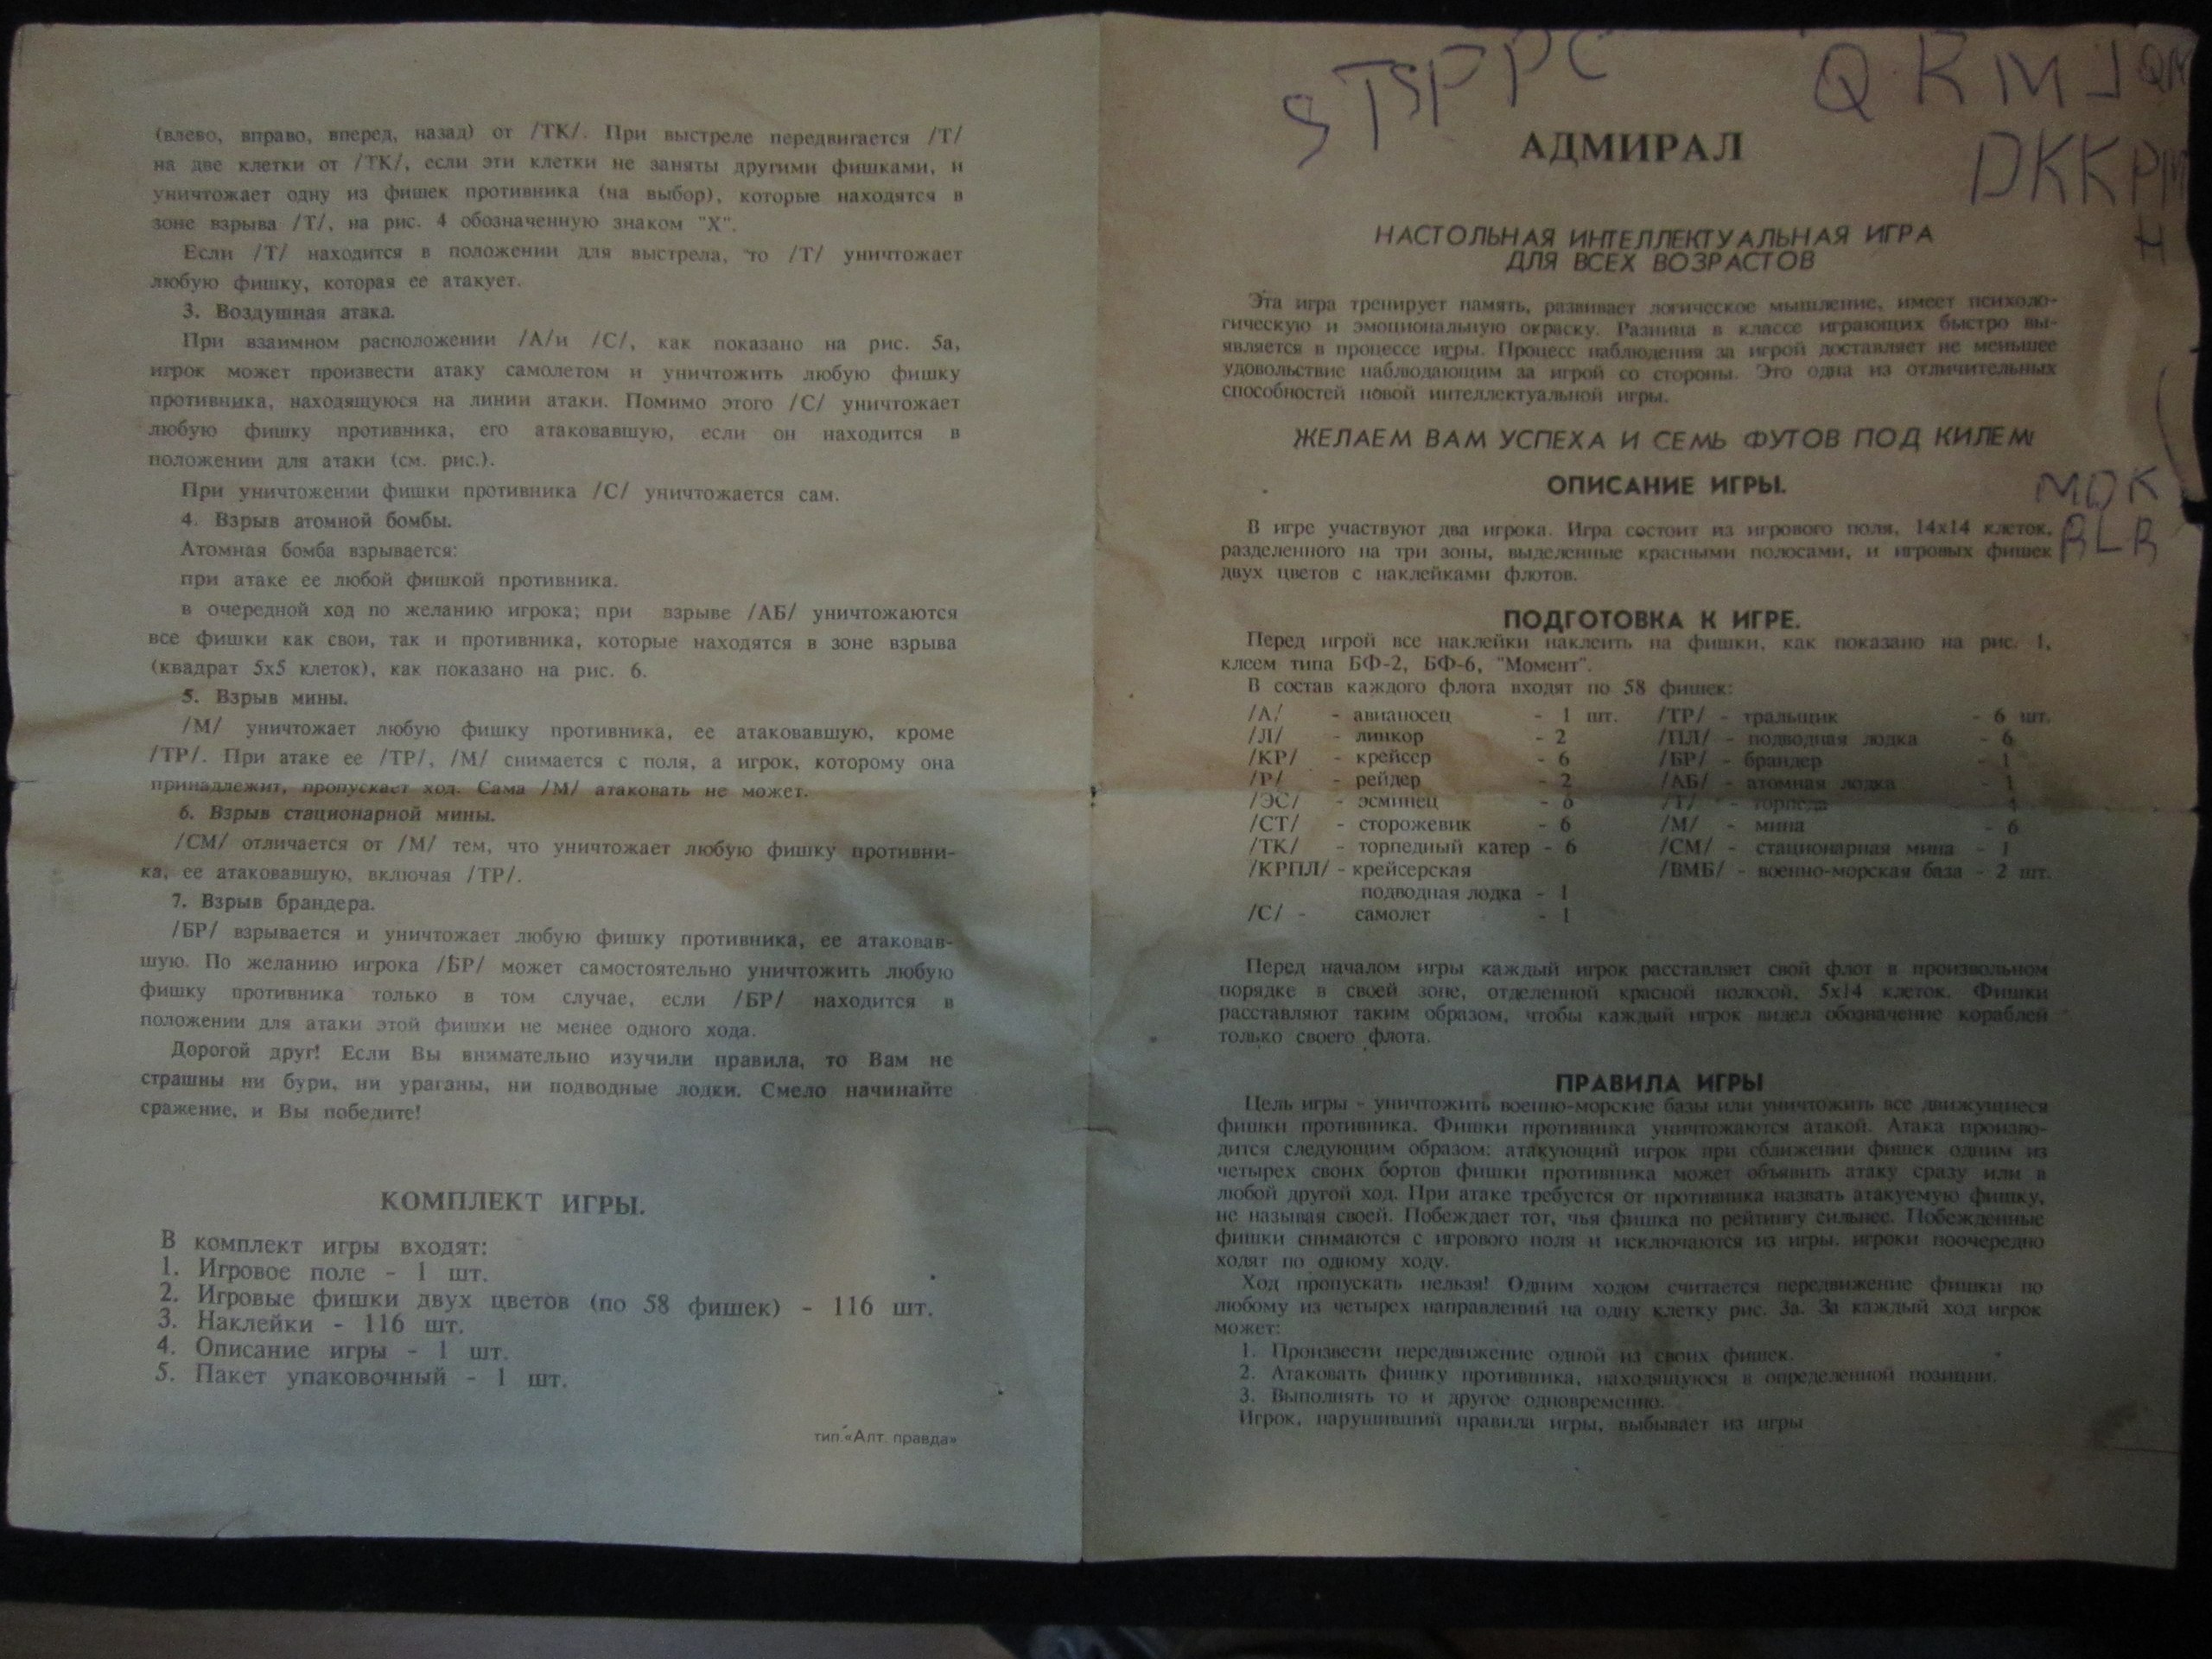 (влево, вправо, вперед, назад) от /ТК/. При выстреле передвигается /Т/
на две клетки от /ТК/, если эти клетки не заняты другими фишками, и
уничтожает одну из фишек противника (на выбор), которые находятся в
зоне взрыва /Т/, на рис. 4 обозначенную знаком "Х".
Если /Т/ находится в положении для выстрела, то /Т/ уничтожает
любую фишку, которая ее атакует.
3. Воздушная атака.
При взаимном расположении /А/и /С/, как показано на рис. 5а,
игрок может произвести атаку самолетом и уничтожить любую фишку
противника, находящуюся на линии атаки. Помимо этого /С/ уничтожает
любую фишку противника, его атаковавшую, если он находится в
положении для атаки (см. рис.).
При уничтожении фишки противника /С/ уничтожается сам.
4. Взрыв атомной бомбы.
Атомная бомба взрывается:
при атаке ее любой фишкой противника.
в очередной ход по желанию игрока; при взрыве /АБ/ уничтожаются
все фишки как свои, так и противника, которые находятся в зоне взрыва
(квадрат 5х5 клеток), как показано на рис. 6.
5. Взрыв мины.
/М/ уничтожает любую фишку противника, ее атаковавшую, кроме
/ТР/. При атаке ее /ТР/, /М/ снимается с поля, а игрок, которому она
принадлежит, пропускает ход. Сама /М/ атаковать не может.
6. Взрыв стационарной мины.
/СМ/ отличается от /М/ тем, что уничтожает любую фишку противни-
ка, ее атаковавшую, включая /ТР/.
7. Взрыв брандера.
/БР/ взрывается и уничтожает любую фишку противника, ее атаковав-
шую. По желанию игрока /БР/ может самостоятельно уничтожить любую
фишку противника только в том случае, если /БР/ находится в
положении для атаки этой фишки не менее одного хода.
Дорогой друг! Если Вы внимательно изучили правила, то Вам не
страшны ни бури, ни ураганы, ни подводные лодки. Смело начинайте
сражение, и Вы победите!
КОМПЛЕКТ ИГРЫ.
В комплект игры входят:
1. Игровое поле - 1 шт.
2. Игровые фишки двух цветов (по 58 фишек) - 116 шт.
3. Наклейки - 116 шт.
4. Описание игры - 1 шт.
5. Пакет упаковочный - 1 шт.
тип.«Алт. правда»
STSPPC QKMJ
АДМИРАЛ
DKKPM
H
НАСТОЛЬНАЯ ИНТЕЛЛЕКТУАЛЬНАЯ ИГРА
ДЛЯ ВСЕХ ВОЗРАСТОВ
Эта игра тренирует память, развивает логическое мышление, имеет психоло-
гическую и эмоциональную окраску. Разница в классе играющих быстро вы-
является в процессе игры. Процесс наблюдения за игрой доставляет не меньшее
удовольствие наблюдающим за игрой со стороны. Это одна из отличительных
способностей новой интеллектуальной игры.
ЖЕЛАЕМ ВАМ УСПЕХА И СЕМЬ ФУТОВ ПОД КИЛЕМ!
ОПИСАНИЕ ИГРЫ.
MDK
В игре участвуют два игрока. Игра состоит из игрового поля, 14х14 клеток,
разделенного на три зоны, выделенные красными полосами, и игровых фишек
двух цветов с наклейками флотов.
ПОДГОТОВКА К ИГРЕ.
Перед игрой все наклейки наклеить на фишки, как показано на рис. 1,
клеем типа БФ-2, БФ-6, "Момент".
В состав каждого флота входят по 58 фишек:
/А/ - авианосец - 1 шт. /ТР/ - тральщик - 6 шт.
/Л/ - линкор - 2 /ПЛ/ - подводная лодка - 6
/КР/ - крейсер - 6 /БР/ - брандер - 1
/Р/ - рейдер - 2 /АБ/ - атомная лодка - 1
/ЭС/ - эсминец - 6 /Т/ - торпеда
/СТ/ - сторожевик - 6 /М/ - мина - 6
/ТК/ - торпедный катер - 6 /СМ/ - стационарная мина - 1
/КРПЛ/ - крейсерская /ВМБ/ - военно-морская база - 2 шт.
подводная лодка - 1
/С/ - самолет - 1
Перед началом игры каждый игрок расставляет свой флот в произвольном
порядке в своей зоне, отделенной красной полосой, 5х14 клеток. Фишки
расставляют таким образом, чтобы каждый игрок видел обозначение кораблей
только своего флота.
ПРАВИЛА ИГРЫ
Цель игры - уничтожить военно-морские базы или уничтожить все движущиеся
фишки противника. Фишки противника уничтожаются атакой. Атака произво-
дится следующим образом: атакующий игрок при сближении фишек одним из
четырех своих бортов фишки противника может объявить атаку сразу или в
любой другой ход. При атаке требуется от противника назвать атакуемую фишку,
не называя своей. Побеждает тот, чья фишка по рейтингу сильнее. Побежденные
фишки снимаются с игрового поля и исключаются из игры, игроки поочередно
ходят по одному ходу.
Ход пропускать нельзя! Одним ходом считается передвижение фишки по
любому из четырех направлений на одну клетку рис. 3а. За каждый ход игрок
может:
1. Произвести передвижение одной из своих фишек.
2. Атаковать фишку противника, находящуюся в определенной позиции.
3. Выполнять то и другое одновременно.
Игрок, нарушивший правила игры, выбывает из игры